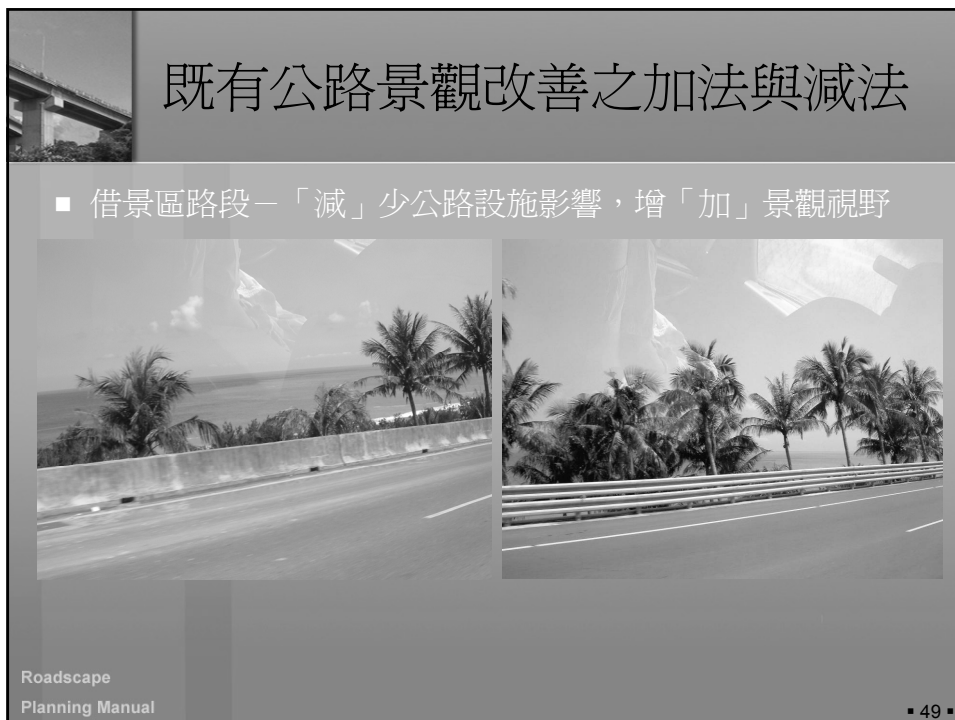 既有公路景觀改善之加法與減法
■ 借景區路段－「減」少公路設施影響，增「加」景觀視野
Roadscape
Planning Manual
▪ 49 ▪